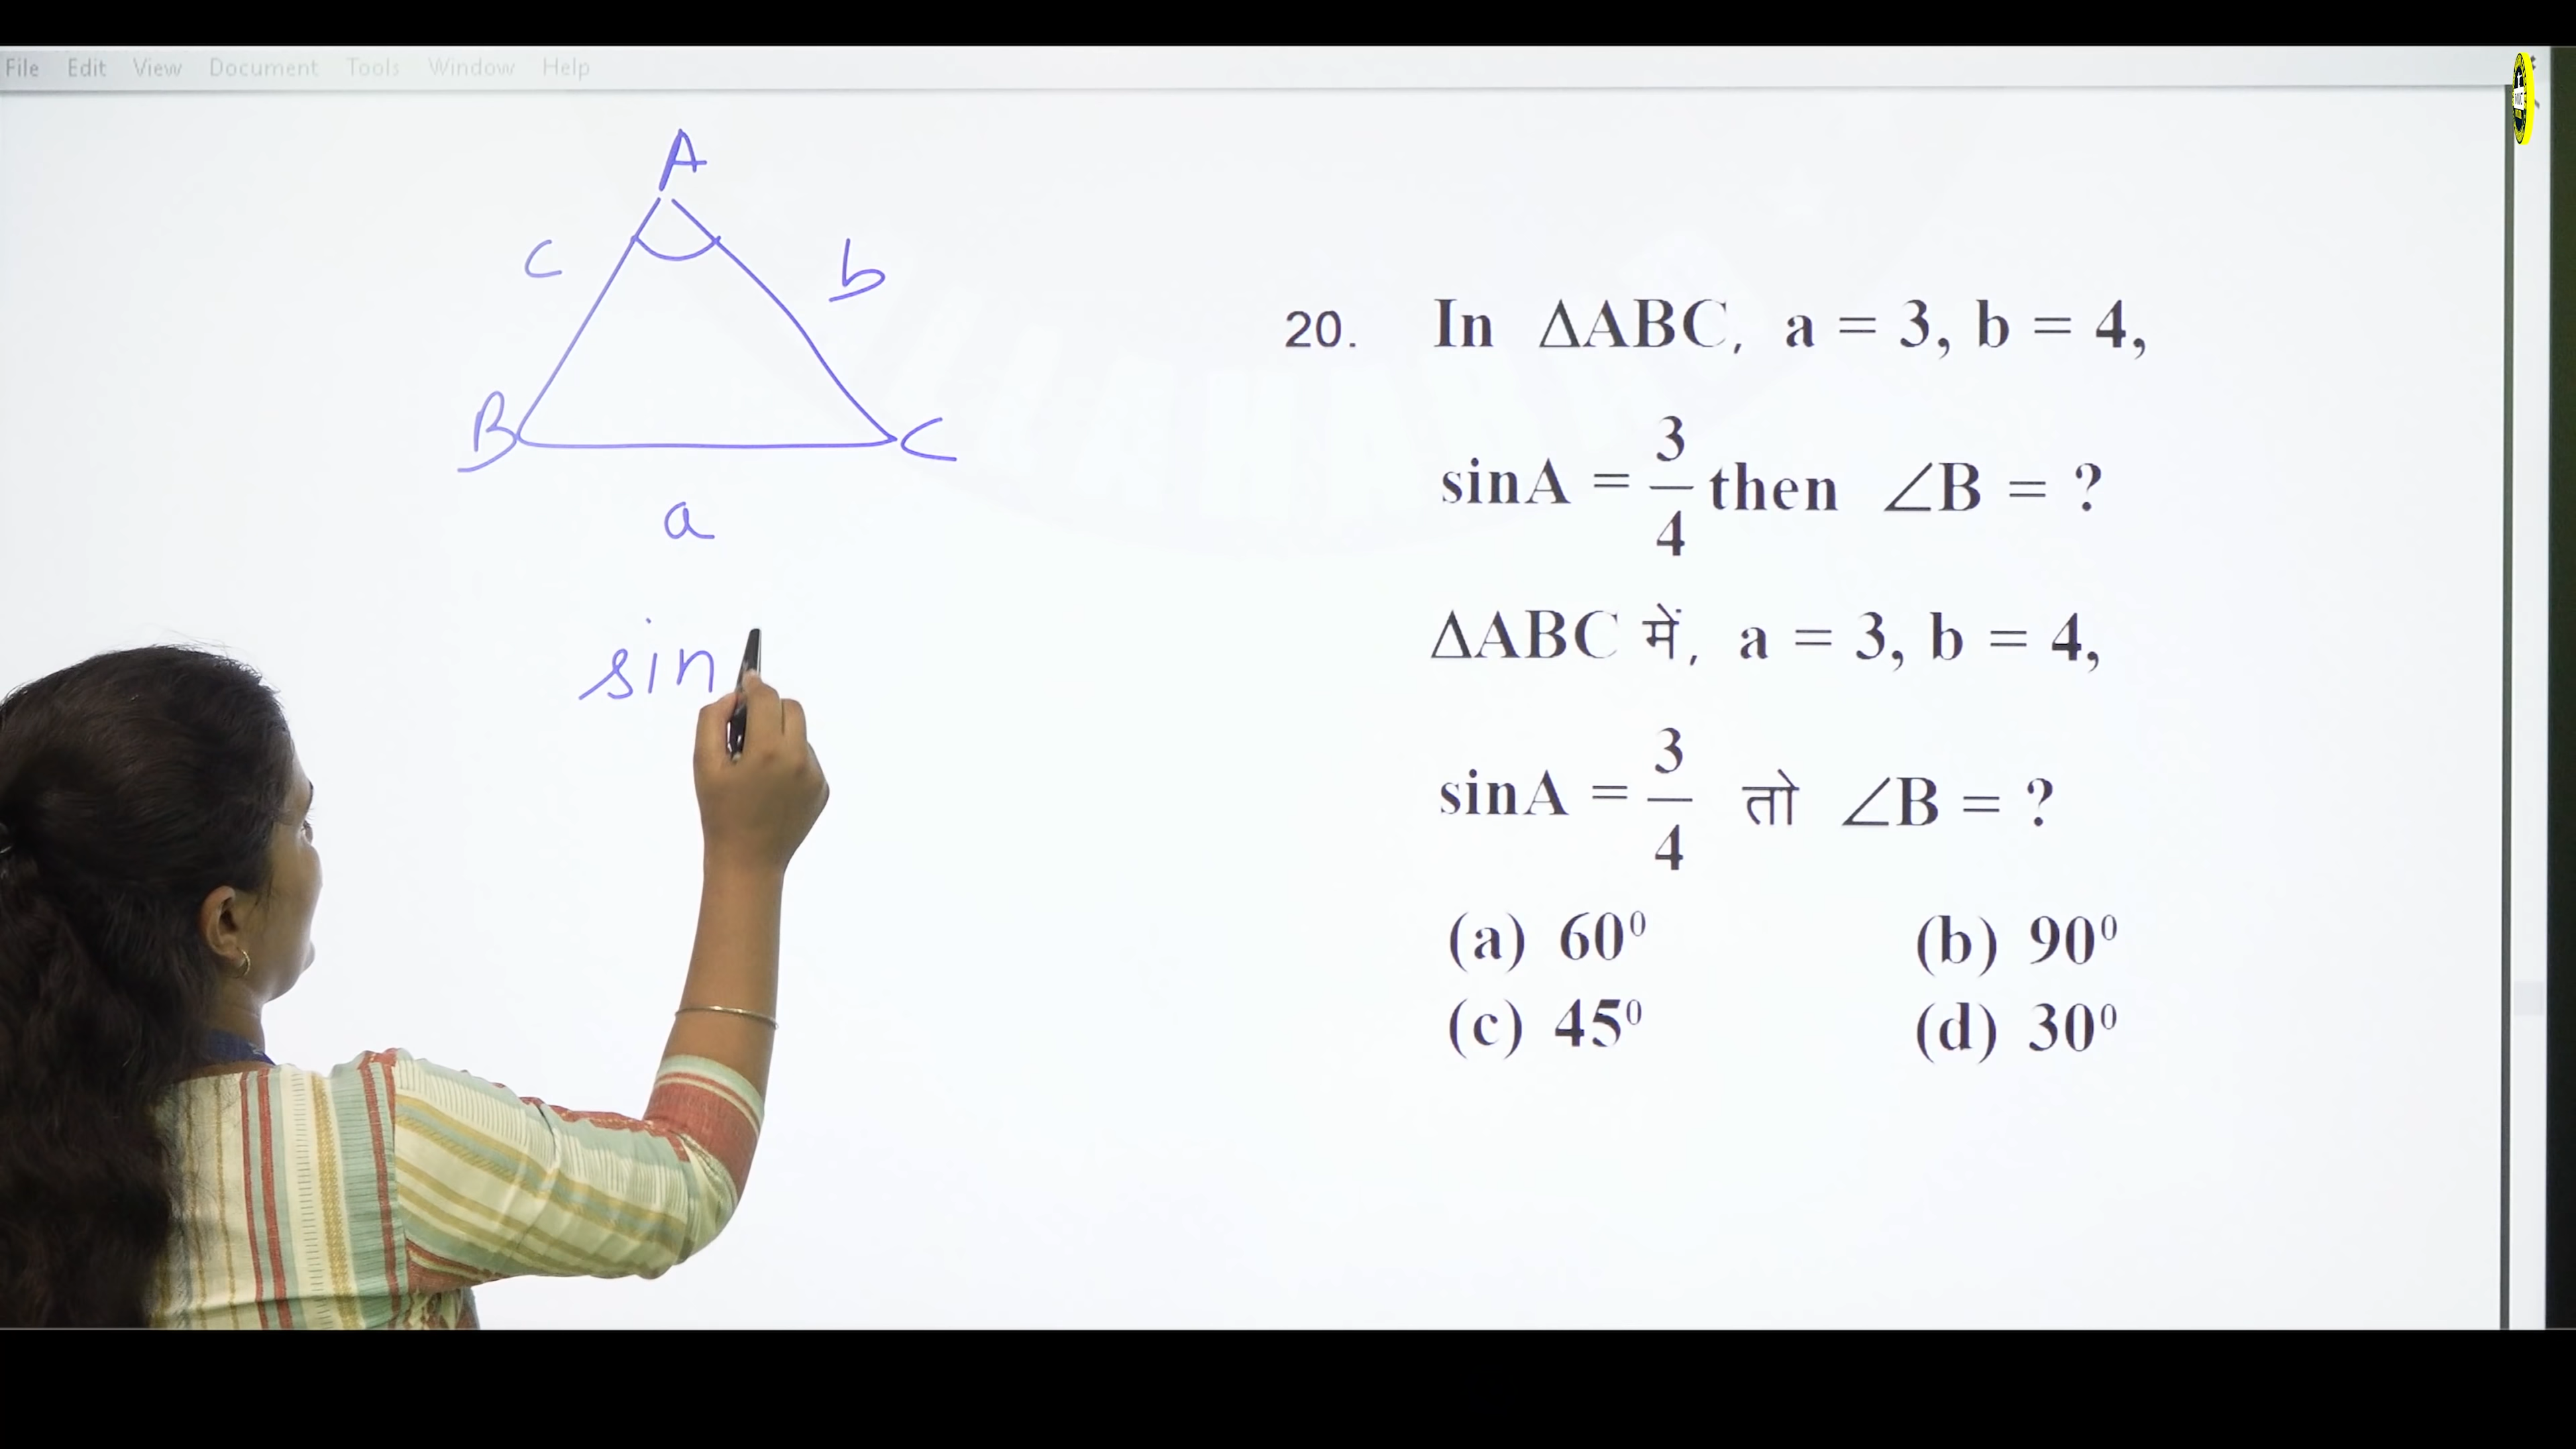 File Edit View Document Tools Window Help
A
c b
B C
a
sin
20. In ΔABC, a = 3, b = 4,
sinA = 3/4 then ∠B = ?
ΔABC में, a = 3, b = 4,
sinA = 3/4 तो ∠B = ?
(a) 60⁰ (b) 90⁰
(c) 45⁰ (d) 30⁰